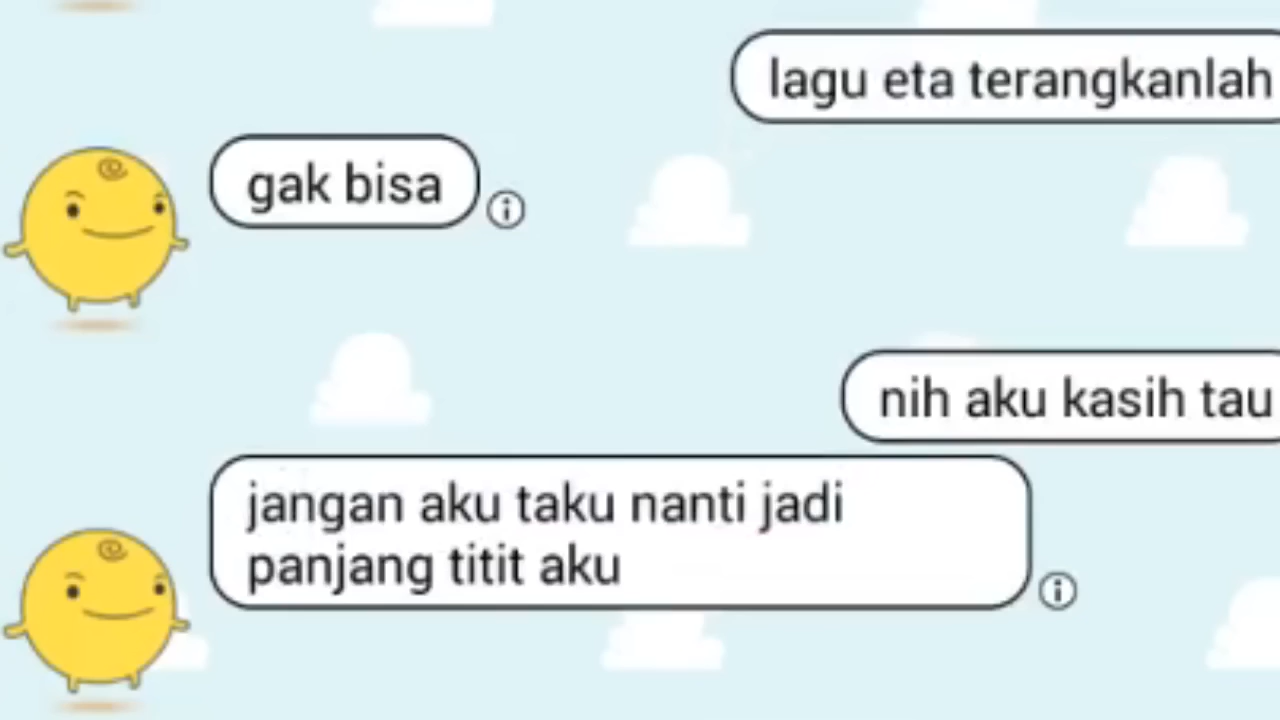 lagu eta terangkanlah
gak bisa
nih aku kasih tau
jangan aku taku nanti jadi
panjang titit aku